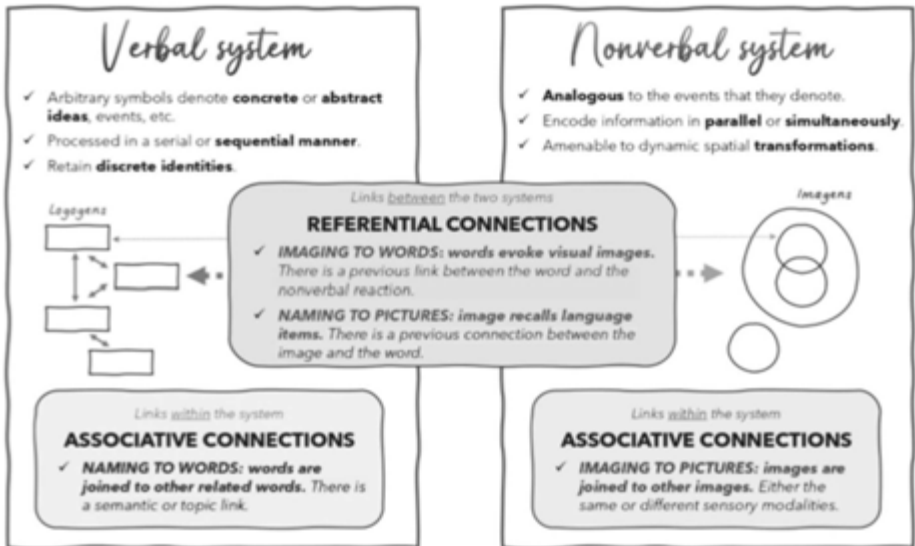 Verbal system
✓ Arbitrary symbols denote concrete or abstract
ideas, events, etc.
✓ Processed in a serial or sequential manner.
✓ Retain discrete identities.
Logogens
Nonverbal system
✓ Analogous to the events that they denote.
✓ Encode information in parallel or simultaneously.
✓ Amenable to dynamic spatial transformations.
Imagens
Links between the two systems
REFERENTIAL CONNECTIONS
✓ IMAGING TO WORDS: words evoke visual images.
There is a previous link between the word and the
nonverbal reaction.
✓ NAMING TO PICTURES: image recalls language
items. There is a previous connection between the
image and the word.
Links within the system
ASSOCIATIVE CONNECTIONS
✓ NAMING TO WORDS: words are
joined to other related words. There is
a semantic or topic link.
Links within the system
ASSOCIATIVE CONNECTIONS
✓ IMAGING TO PICTURES: images are
joined to other images. Either the
same or different sensory modalities.